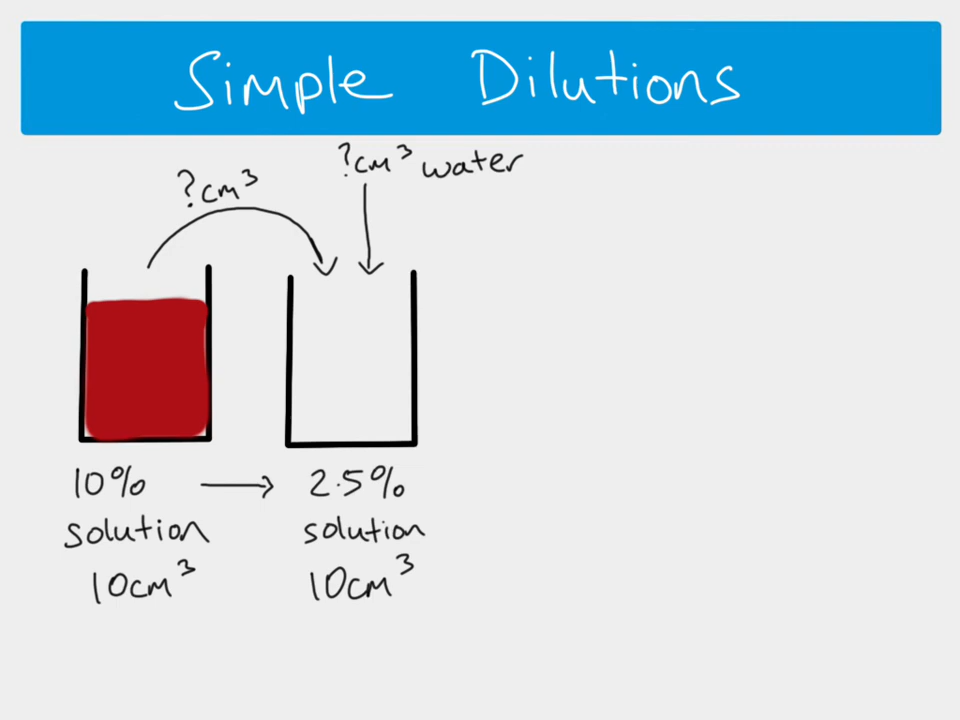 Simple Dilutions
?cm³ water
?cm³
10% → 2.5%
solution solution
10cm³ 10cm³